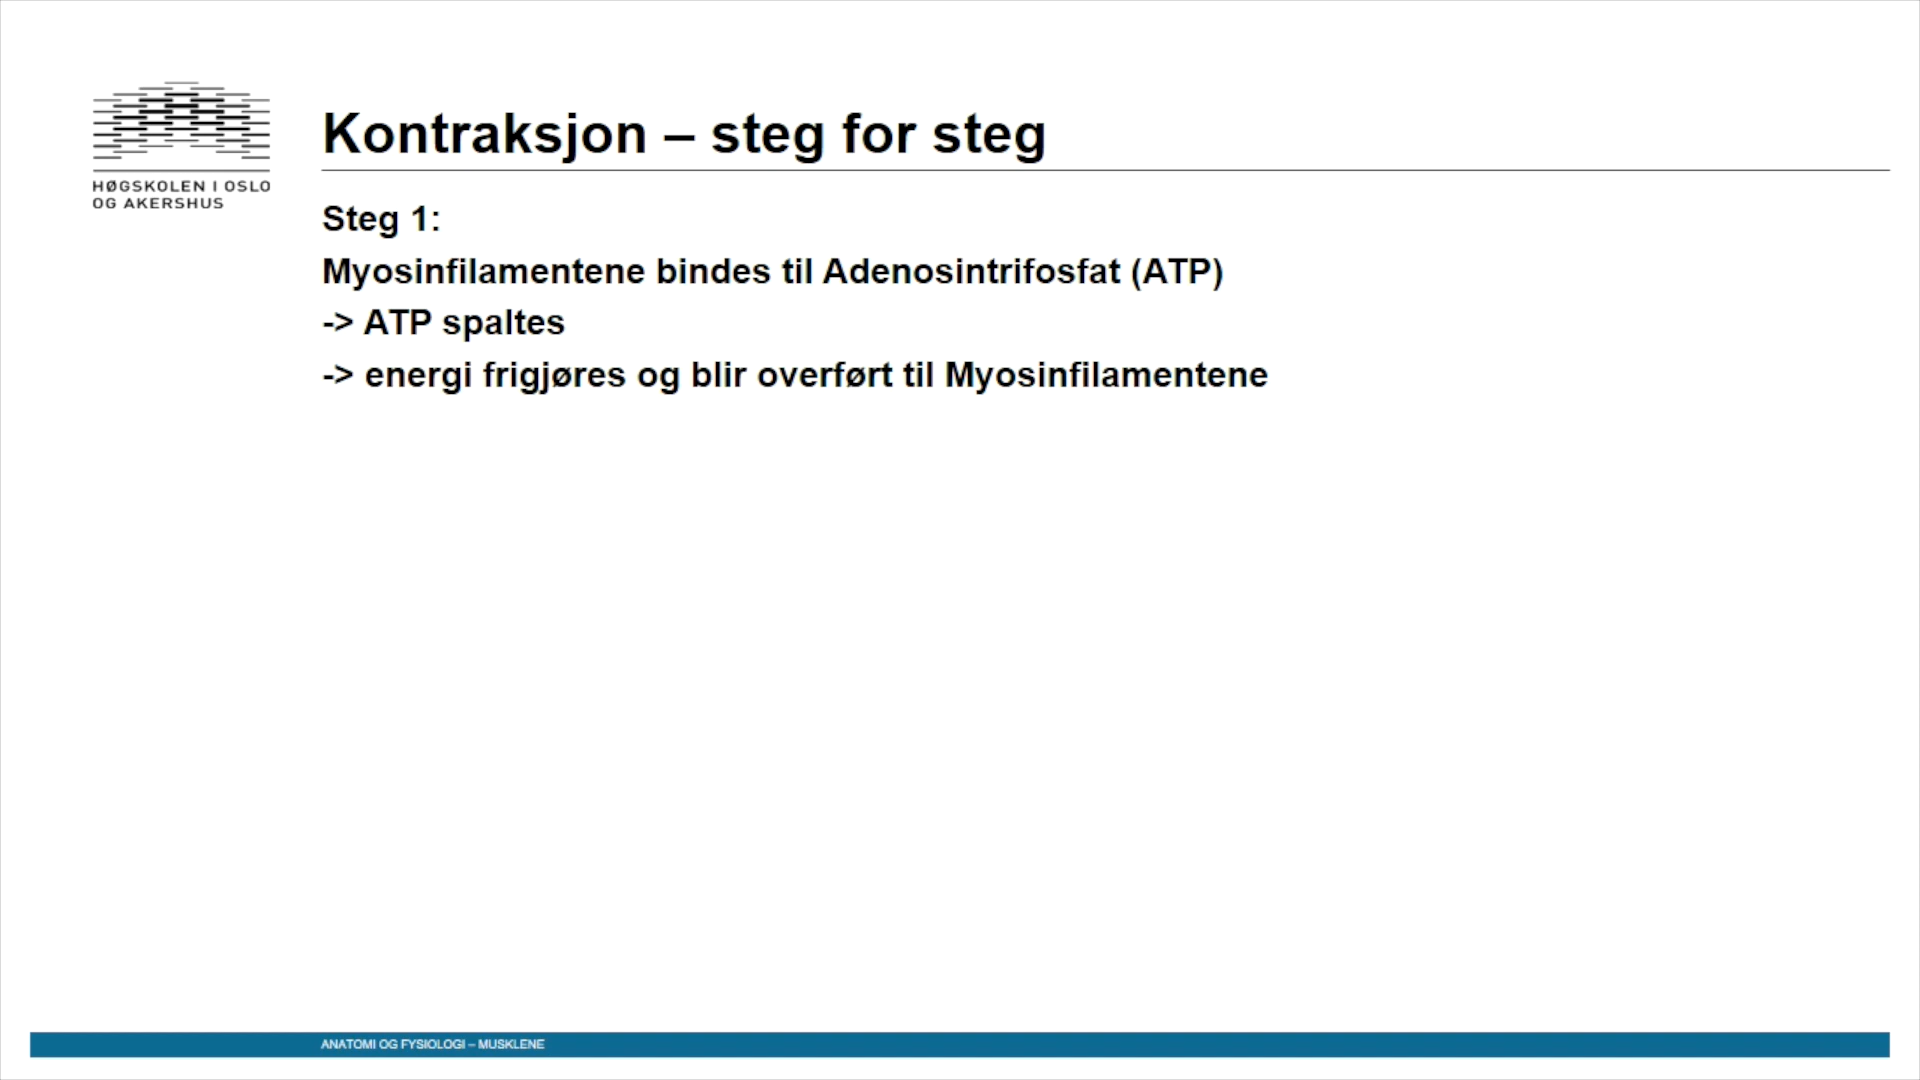 HØGSKOLEN I OSLO
OG AKERSHUS
Kontraksjon – steg for steg
Steg 1:
Myosinfilamentene bindes til Adenosintrifosfat (ATP)
-> ATP spaltes
-> energi frigjøres og blir overført til Myosinfilamentene
ANATOMI OG FYSIOLOGI – MUSKLENE